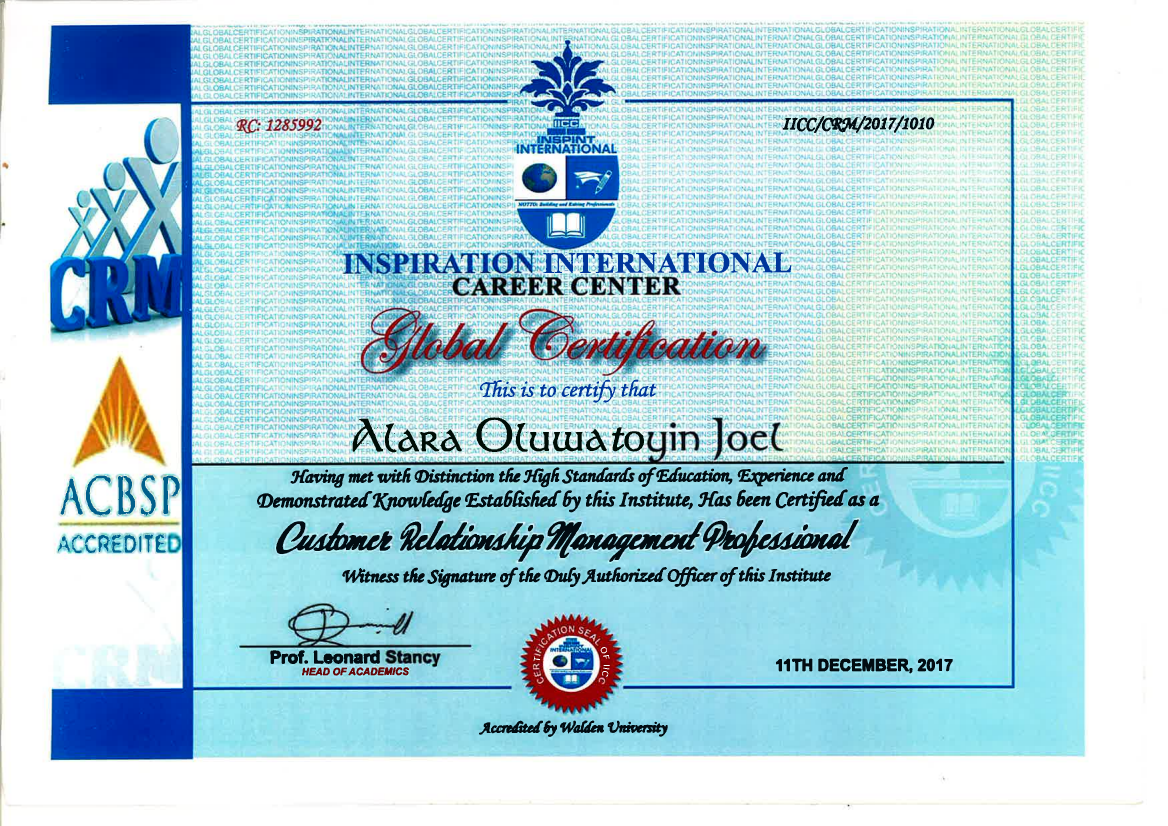 RC: 1285992
IICC/CRM/2017/1010
IICC
INSPINT
INTERNATIONAL
MOTTO: Building and Raising Professionals
CRM
INSPIRATION INTERNATIONAL
CAREER CENTER
Global Certification
This is to certify that
Alara Oluwatoyin Joel
Having met with Distinction the High Standards of Education, Experience and
Demonstrated Knowledge Established by this Institute, Has been Certified as a
Customer Relationship Management Professional
Witness the Signature of the Duly Authorized Officer of this Institute
ACBSP
ACCREDITED
Prof. Leonard Stancy
HEAD OF ACADEMICS
CERTIFICATION SEAL OF IICC
INTERNATIONAL
11TH DECEMBER, 2017
Accredited by Walden University